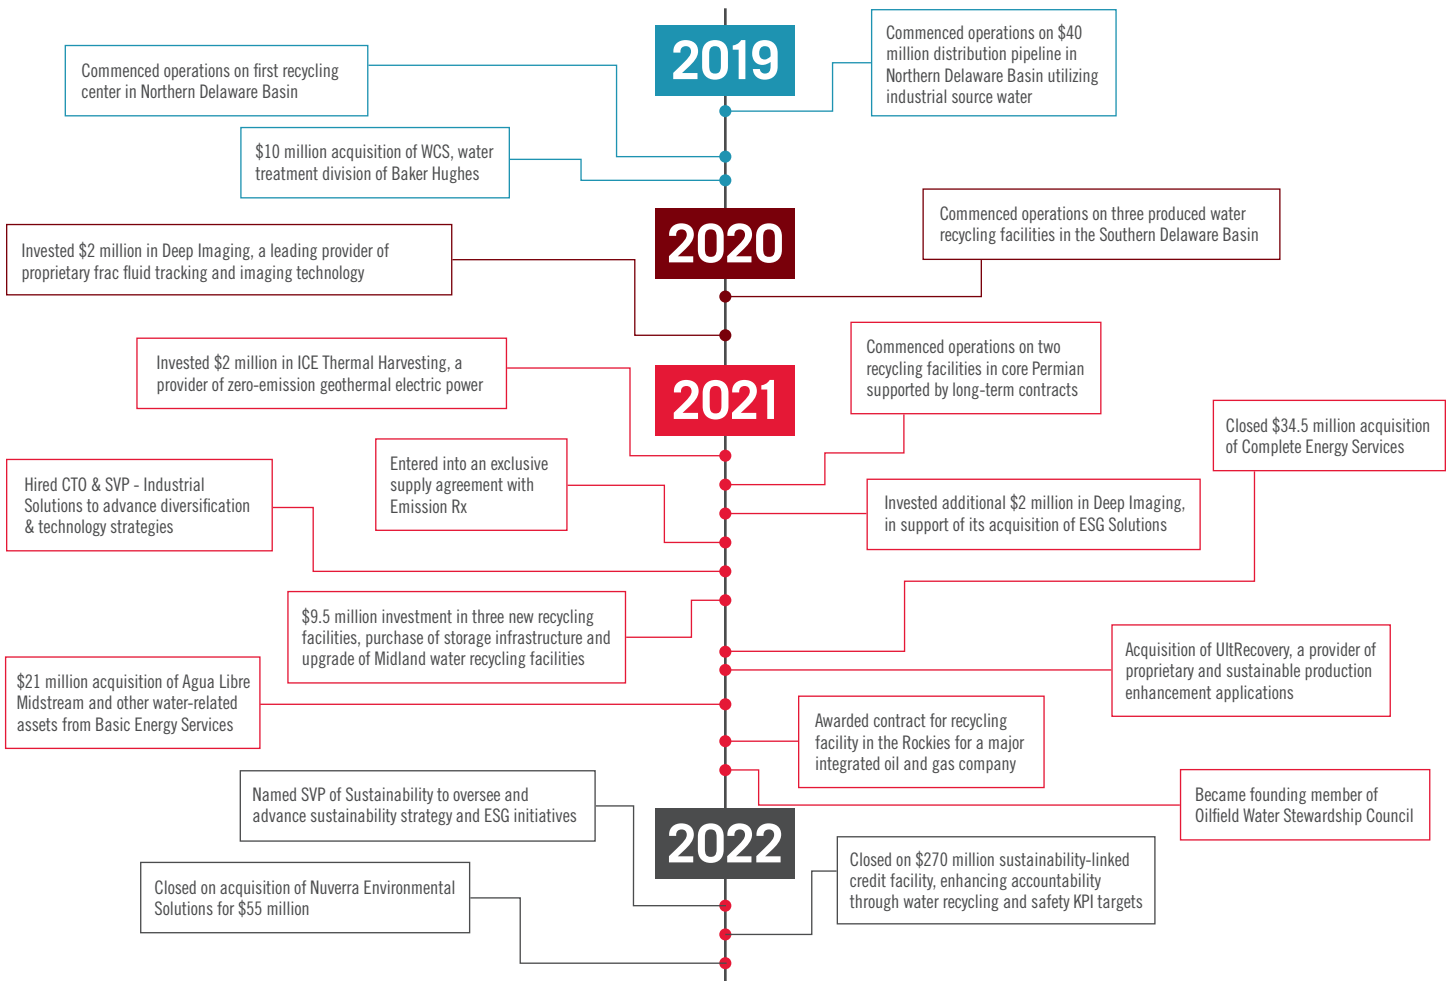 2019
Commenced operations on $40
million distribution pipeline in
Northern Delaware Basin utilizing
industrial source water
Commenced operations on first recycling
center in Northern Delaware Basin
$10 million acquisition of WCS, water
treatment division of Baker Hughes
2020
Commenced operations on three produced water
recycling facilities in the Southern Delaware Basin
Invested $2 million in Deep Imaging, a leading provider of
proprietary frac fluid tracking and imaging technology
2021
Invested $2 million in ICE Thermal Harvesting, a
provider of zero-emission geothermal electric power
Commenced operations on two
recycling facilities in core Permian
supported by long-term contracts
Invested additional $2 million in Deep Imaging,
in support of its acquisition of ESG Solutions
Entered into an exclusive
supply agreement with
Emission Rx
Hired CTO & SVP - Industrial
Solutions to advance diversification
& technology strategies
$9.5 million investment in three new recycling
facilities, purchase of storage infrastructure and
upgrade of Midland water recycling facilities
Closed $34.5 million acquisition
of Complete Energy Services
Acquisition of UltRecovery, a provider of
proprietary and sustainable production
enhancement applications
$21 million acquisition of Agua Libre
Midstream and other water-related
assets from Basic Energy Services
Awarded contract for recycling
facility in the Rockies for a major
integrated oil and gas company
Became founding member of
Oilfield Water Stewardship Council
2022
Named SVP of Sustainability to oversee and
advance sustainability strategy and ESG initiatives
Closed on $270 million sustainability-linked
credit facility, enhancing accountability
through water recycling and safety KPI targets
Closed on acquisition of Nuverra Environmental
Solutions for $55 million